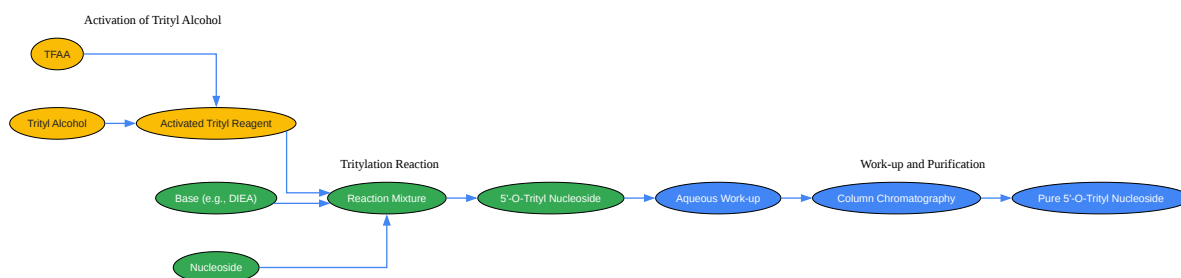 Activation of Trityl Alcohol
TFAA
Trityl Alcohol
Activated Trityl Reagent
Tritylation Reaction
Work-up and Purification
Base (e.g., DIEA)
Reaction Mixture
5'-O-Trityl Nucleoside
Aqueous Work-up
Column Chromatography
Pure 5'-O-Trityl Nucleoside
Nucleoside